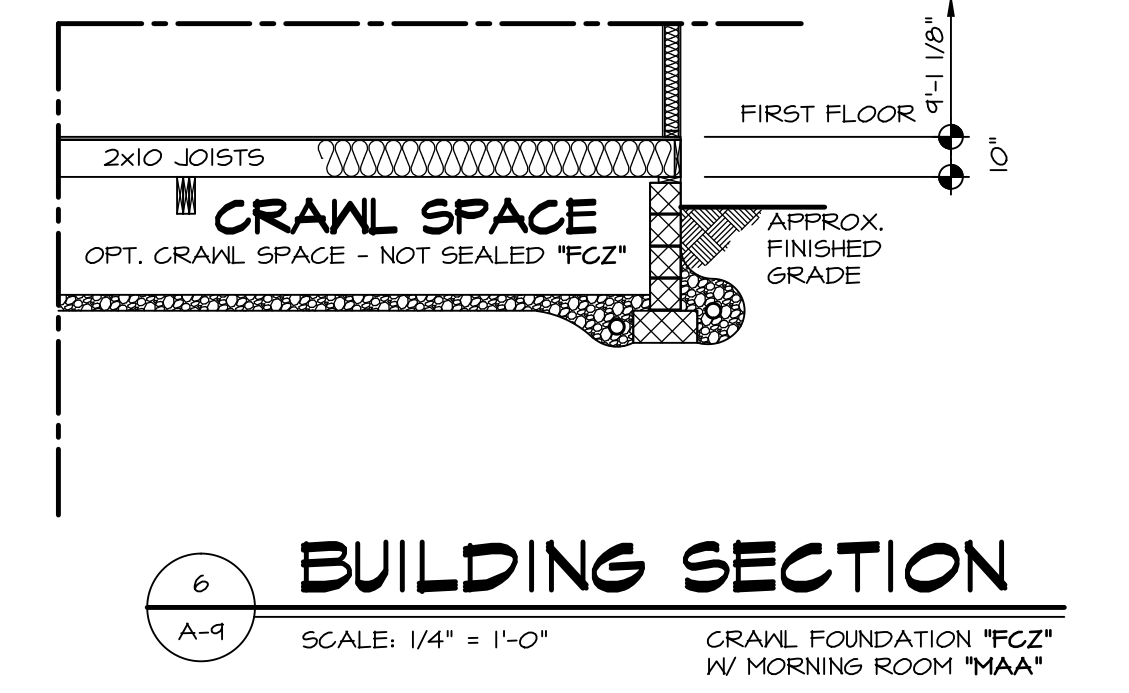 9'-1 1/8"
FIRST FLOOR
2x10 JOISTS
10"
CRAWL SPACE
OPT. CRAWL SPACE - NOT SEALED "FCZ"
APPROX.
FINISHED
GRADE
BUILDING SECTION
6
A-9
SCALE: 1/4" = 1'-0"
CRAWL FOUNDATION "FCZ"
W/ MORNING ROOM "MAA"